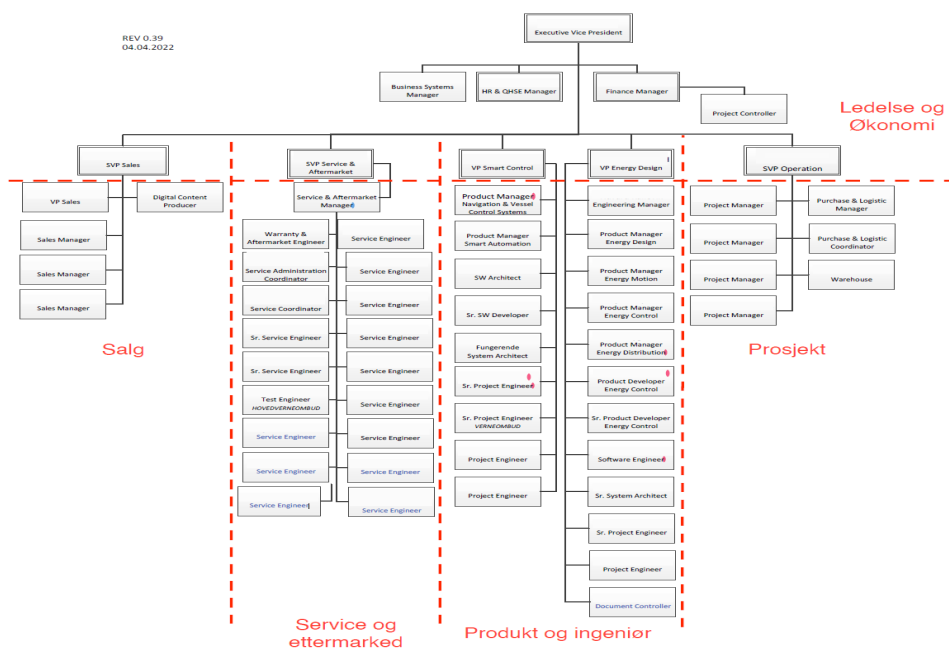 REV 0.39
04.04.2022
Executive Vice President
Business Systems
Manager
HR & QHSE Manager
Finance Manager
Project Controller
Ledelse og
Økonomi
SVP Sales
SVP Service &
Aftermarket
VP Smart Control
VP Energy Design
SVP Operation
VP Sales
Digital Content
Producer
Sales Manager
Sales Manager
Sales Manager
Salg
Service & Aftermarket
Manager
Warranty &
Aftermarket Engineer
Service Engineer
Service Administration
Coordinator
Service Engineer
Service Coordinator
Service Engineer
Sr. Service Engineer
Service Engineer
Sr. Service Engineer
Service Engineer
Test Engineer
HOVEDVERNEOMBUD
Service Engineer
Service Engineer
Service Engineer
Service Engineer
Service Engineer
Service Engineer
Service Engineer
Service og
ettermarked
Product Manager
Navigation & Vessel
Control Systems
Product Manager
Smart Automation
SW Architect
Sr. SW Developer
Fungerende
System Architect
Sr. Project Engineer
Sr. Project Engineer
VERNEOMBUD
Project Engineer
Project Engineer
Engineering Manager
Product Manager
Energy Design
Product Manager
Energy Motion
Product Manager
Energy Control
Product Manager
Energy Distribution
Product Developer
Energy Control
Sr. Product Developer
Energy Control
Software Engineer
Sr. System Architect
Sr. Project Engineer
Project Engineer
Document Controller
Produkt og ingeniør
Project Manager
Purchase & Logistic
Manager
Project Manager
Purchase & Logistic
Coordinator
Project Manager
Warehouse
Project Manager
Prosjekt